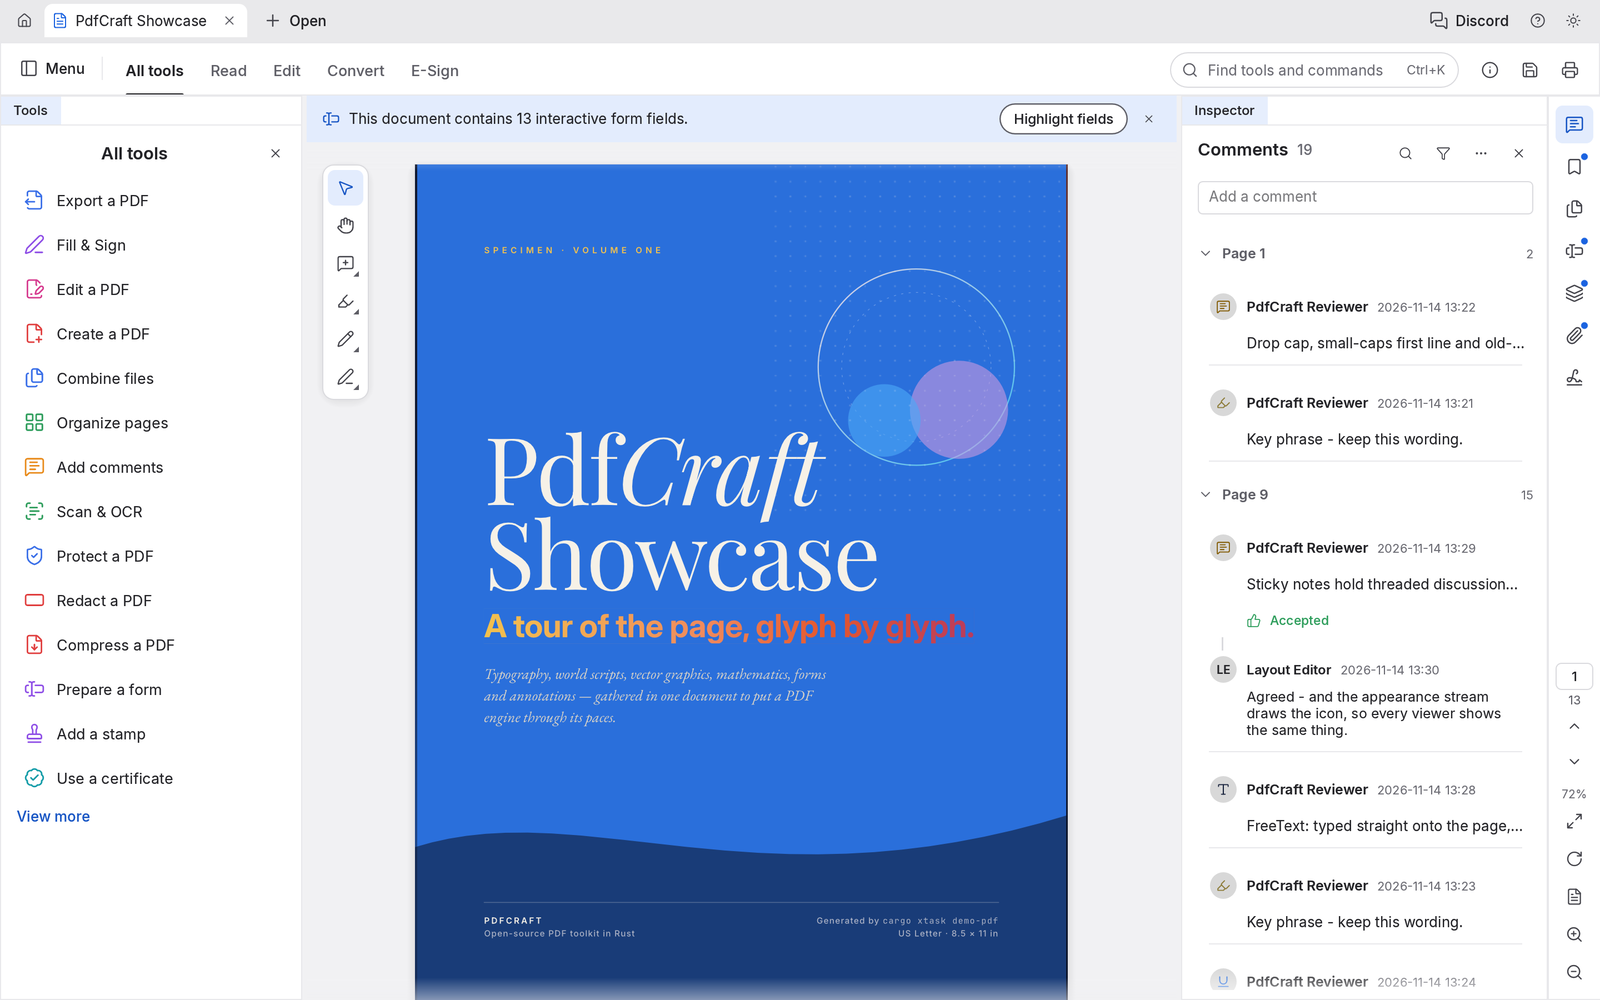 PdfCraft Showcase
Open
Discord
Menu
All tools
Read
Edit
Convert
E-Sign
Find tools and commands
Ctrl+K
Tools
All tools
Export a PDF
Fill & Sign
Edit a PDF
Create a PDF
Combine files
Organize pages
Add comments
Scan & OCR
Protect a PDF
Redact a PDF
Compress a PDF
Prepare a form
Add a stamp
Use a certificate
View more
This document contains 13 interactive form fields.
Highlight fields
SPECIMEN · VOLUME ONE
PdfCraft
Showcase
A tour of the page, glyph by glyph.
Typography, world scripts, vector graphics, mathematics, forms
and annotations — gathered in one document to put a PDF
engine through its paces.
PDFCRAFT
Open-source PDF toolkit in Rust
Generated by cargo xtask demo-pdf
US Letter · 8.5 × 11 in
Inspector
Comments 19
Add a comment
Page 1 2
PdfCraft Reviewer 2026-11-14 13:22
Drop cap, small-caps first line and old-...
PdfCraft Reviewer 2026-11-14 13:21
Key phrase - keep this wording.
Page 9 15
PdfCraft Reviewer 2026-11-14 13:29
Sticky notes hold threaded discussion...
Accepted
LE Layout Editor 2026-11-14 13:30
Agreed - and the appearance stream
draws the icon, so every viewer shows
the same thing.
T PdfCraft Reviewer 2026-11-14 13:28
FreeText: typed straight onto the page,...
PdfCraft Reviewer 2026-11-14 13:23
Key phrase - keep this wording.
U PdfCraft Reviewer 2026-11-14 13:24
1
13
72%